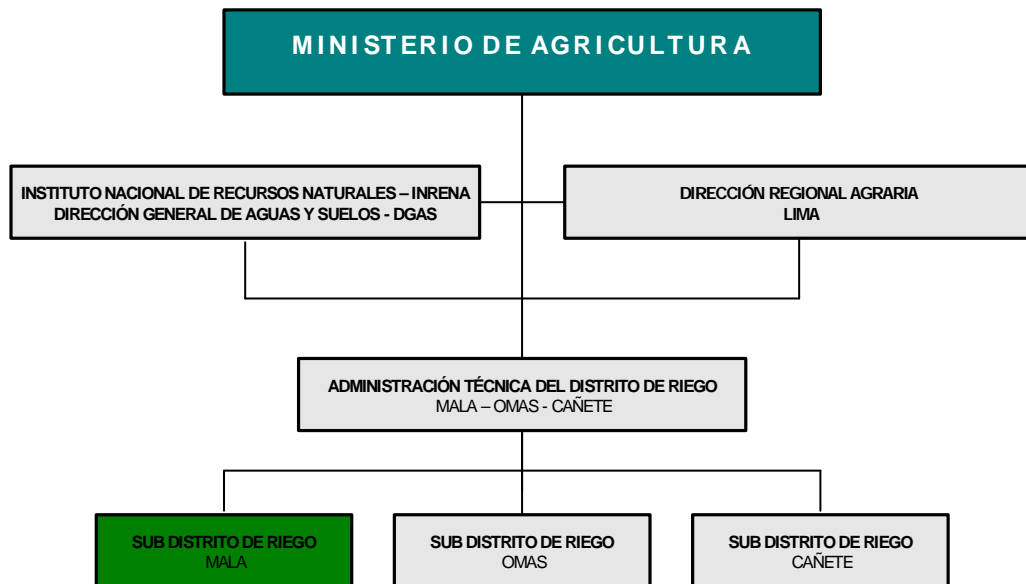 MINISTERIO DE AGRICULTURA
INSTITUTO NACIONAL DE RECURSOS NATURALES – INRENA
DIRECCIÓN GENERAL DE AGUAS Y SUELOS - DGAS
DIRECCIÓN REGIONAL AGRARIA
LIMA
ADMINISTRACIÓN TÉCNICA DEL DISTRITO DE RIEGO
MALA – OMAS - CAÑETE
SUB DISTRITO DE RIEGO
MALA
SUB DISTRITO DE RIEGO
OMAS
SUB DISTRITO DE RIEGO
CAÑETE